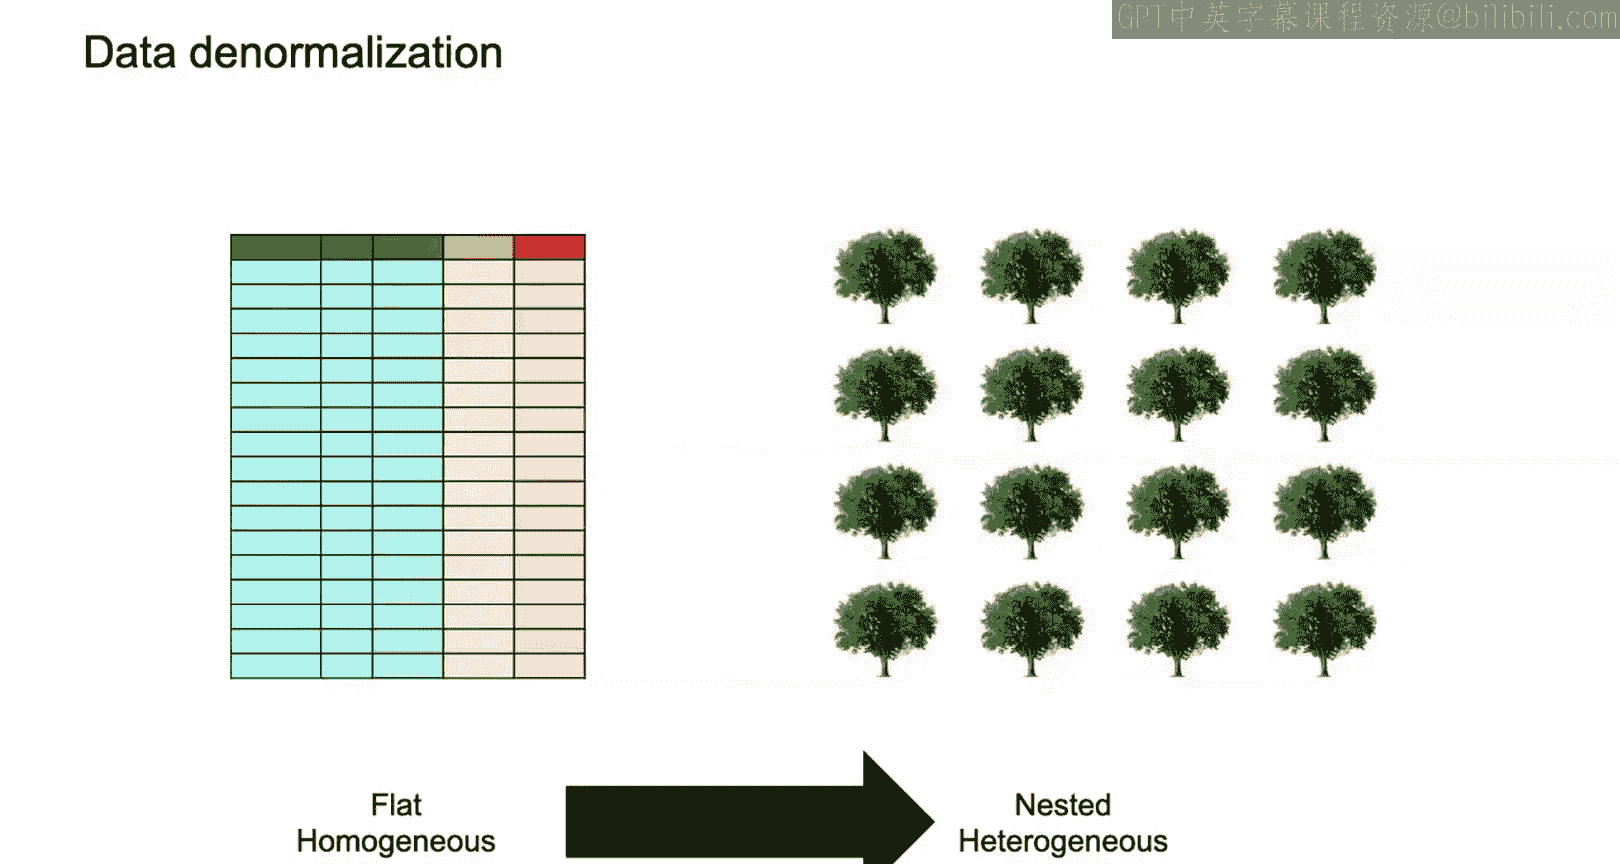 GPT中英字幕课程资源@bilibili.com
Data denormalization
Flat
Homogeneous
Nested
Heterogeneous